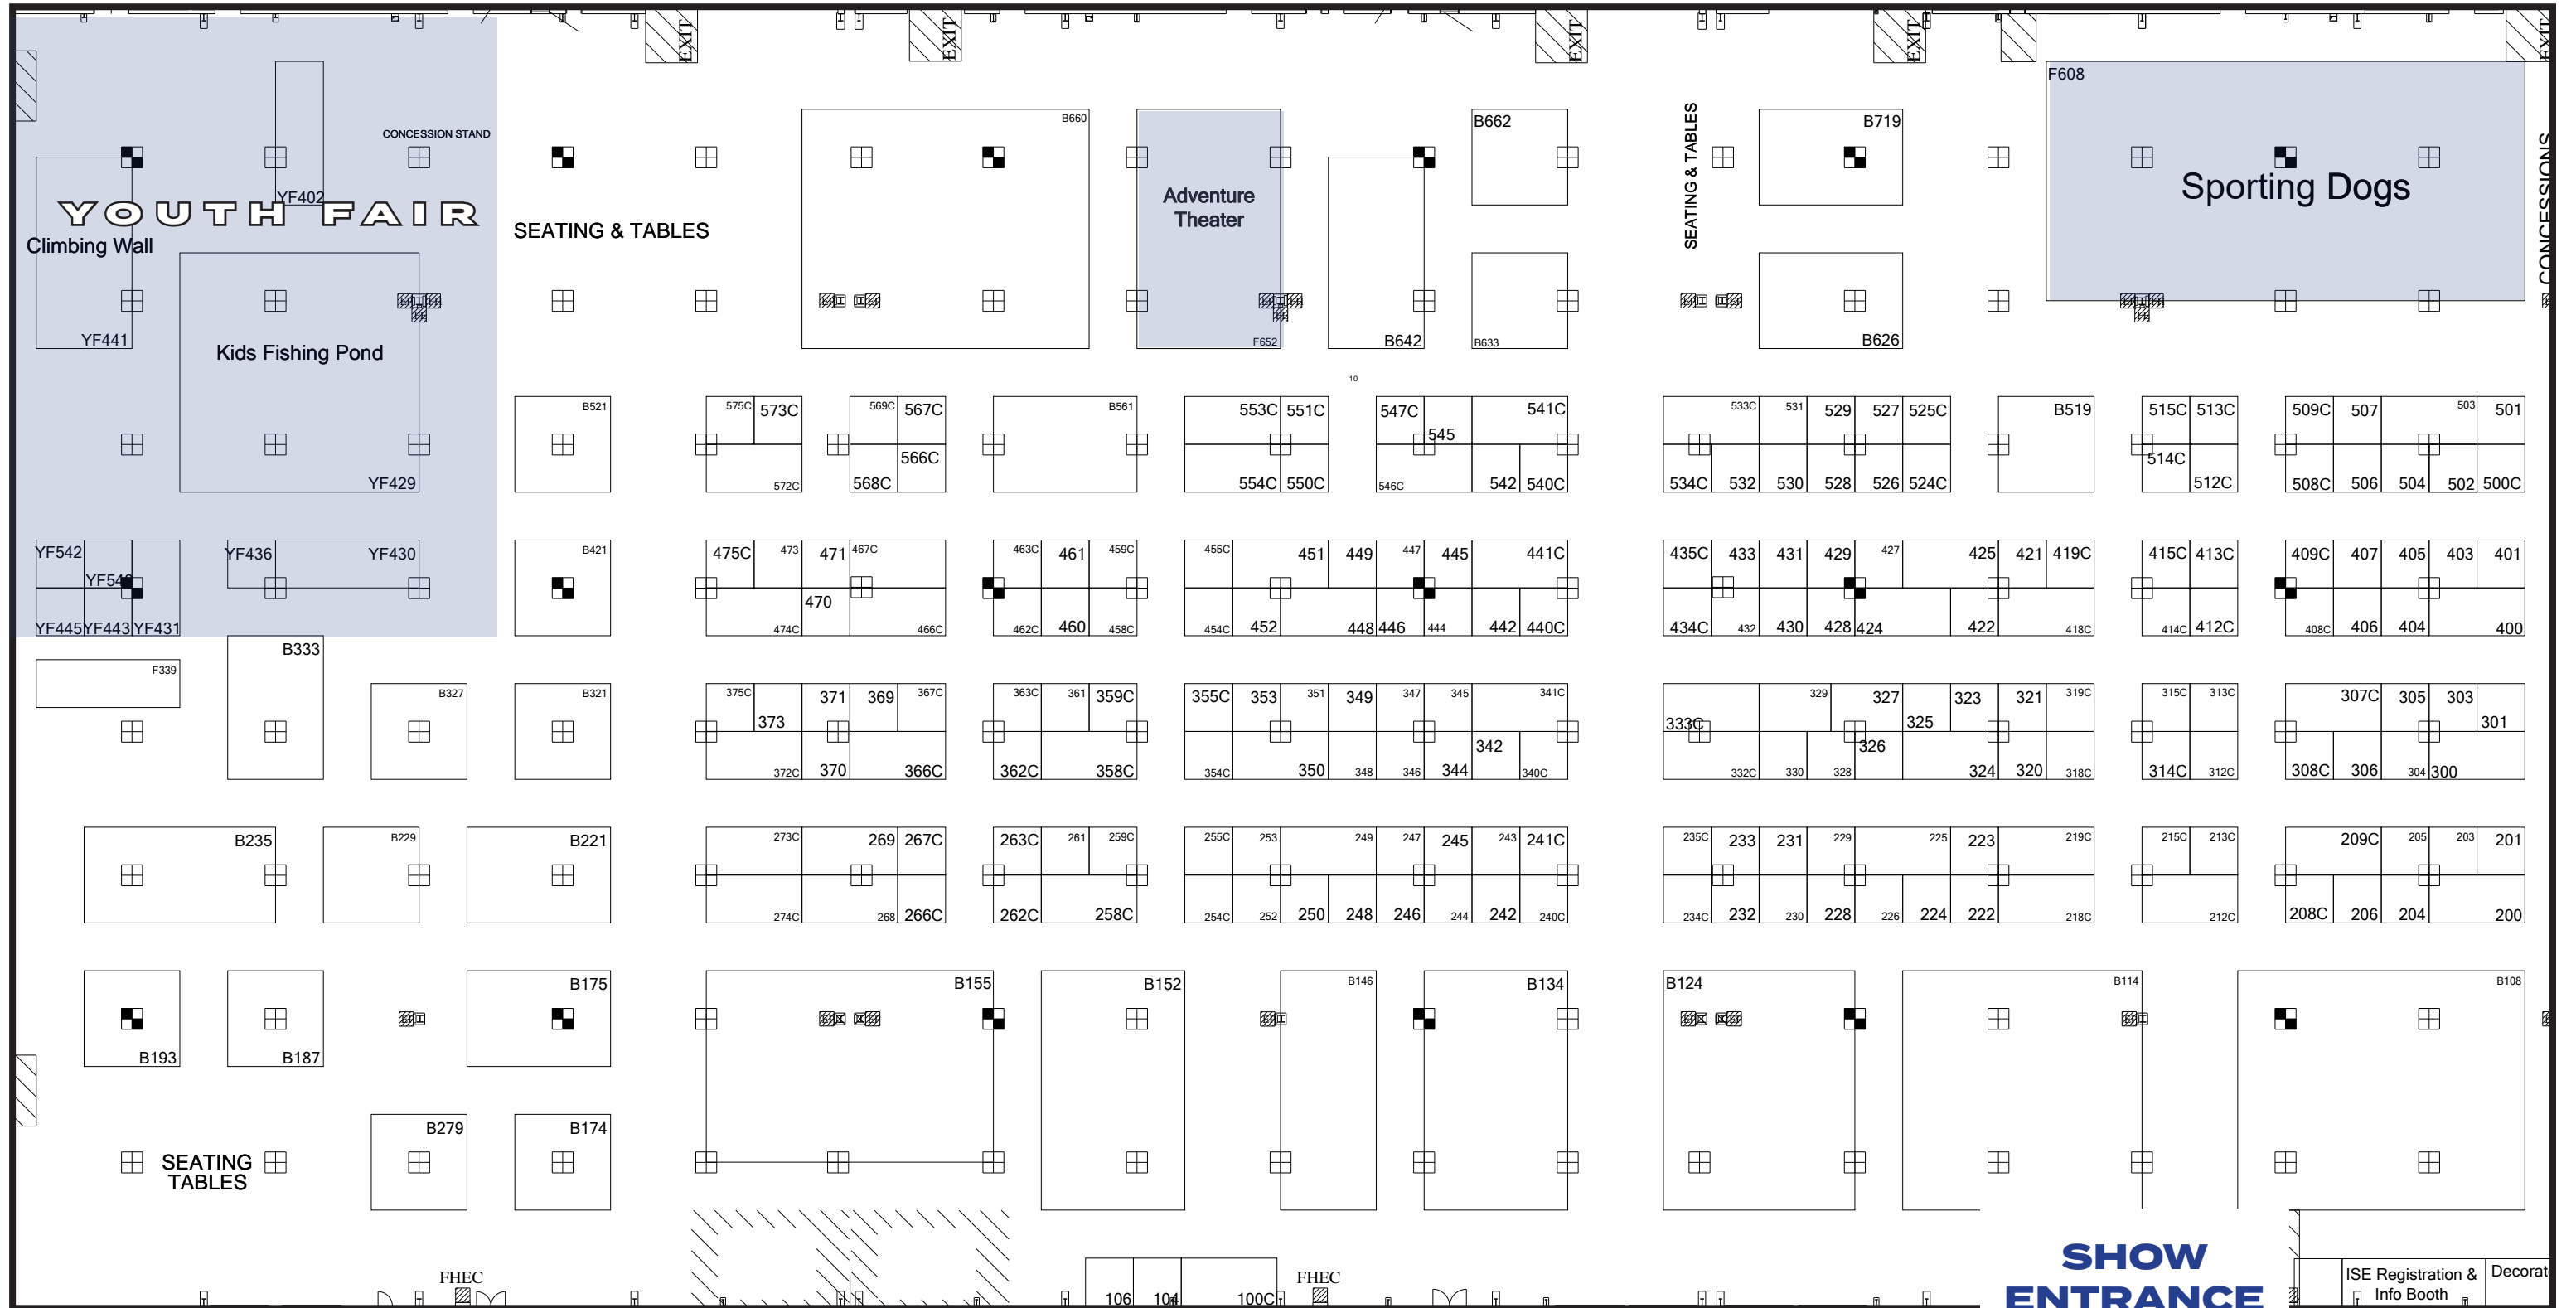 EXIT
EXIT
EXIT
EXIT
EXIT
F608
B660
B662
B719
CONCESSION STAND
SEATING & TABLES
CONCESSIONS
YF402
YOUTH FAIR
Adventure
Theater
Sporting Dogs
SEATING & TABLES
Climbing Wall
YF441
Kids Fishing Pond
F652
B642
B633
B626
10
B521
575C 573C
569C 567C
B561
553C 551C
547C
545
541C
533C 531 529 527 525C
B519
515C 513C
509C 507 503 501
YF429
572C
568C
566C
554C 550C
546C 542 540C
534C 532 530 528 526 524C
514C
512C
508C 506 504 502 500C
YF542
YF436 YF430
B421
475C 473 471 467C
463C 461 459C
455C 451 449 447 445 441C
435C 433 431 429 427 425 421 419C
415C 413C
409C 407 405 403 401
YF445 YF443 YF431
474C
470
466C
462C 460 458C
454C 452 448 446 444 442 440C
434C 432 430 428 424 422 418C
414C 412C
408C 406 404 400
F339
B333
B327
B321
375C
373
371 369 367C
363C 361 359C
355C 353 351 349 347 345 341C
333C
329 327
325
323 321 319C
315C 313C
307C 305 303
301
372C 370 366C
362C 358C
354C 350 348 346 344
342
340C
332C 330 328
326
324 320 318C
314C 312C
308C 306 304 300
B235
B229
B221
273C 269 267C
263C 261 259C
255C 253 249 247 245 243 241C
235C 233 231 229 225 223 219C
215C 213C
209C 205 203 201
274C 268 266C
262C 258C
254C 252 250 248 246 244 242 240C
234C 232 230 228 226 224 222 218C
212C
208C 206 204 200
B193
B187
B175
B155
B152
B146
B134
B124
B114
B108
B279
B174
SEATING
TABLES
FHEC
FHEC
106 104 100C
SHOW
ENTRANCE
ISE Registration &
Info Booth